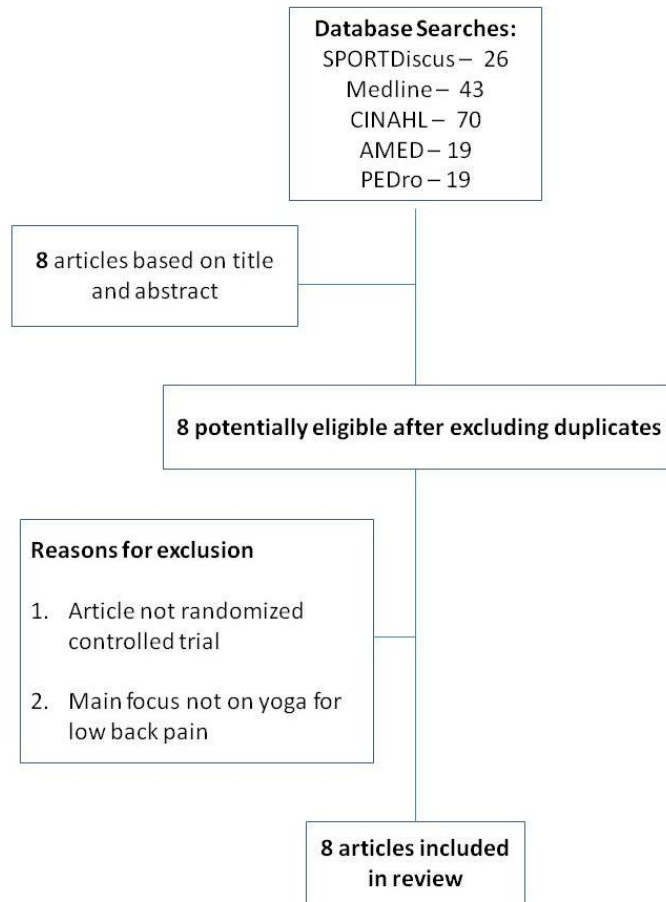 Database Searches:
SPORTDiscus – 26
Medline – 43
CINAHL – 70
AMED – 19
PEDro – 19
8 articles based on title
and abstract
8 potentially eligible after excluding duplicates
Reasons for exclusion
1. Article not randomized
controlled trial
2. Main focus not on yoga for
low back pain
8 articles included
in review